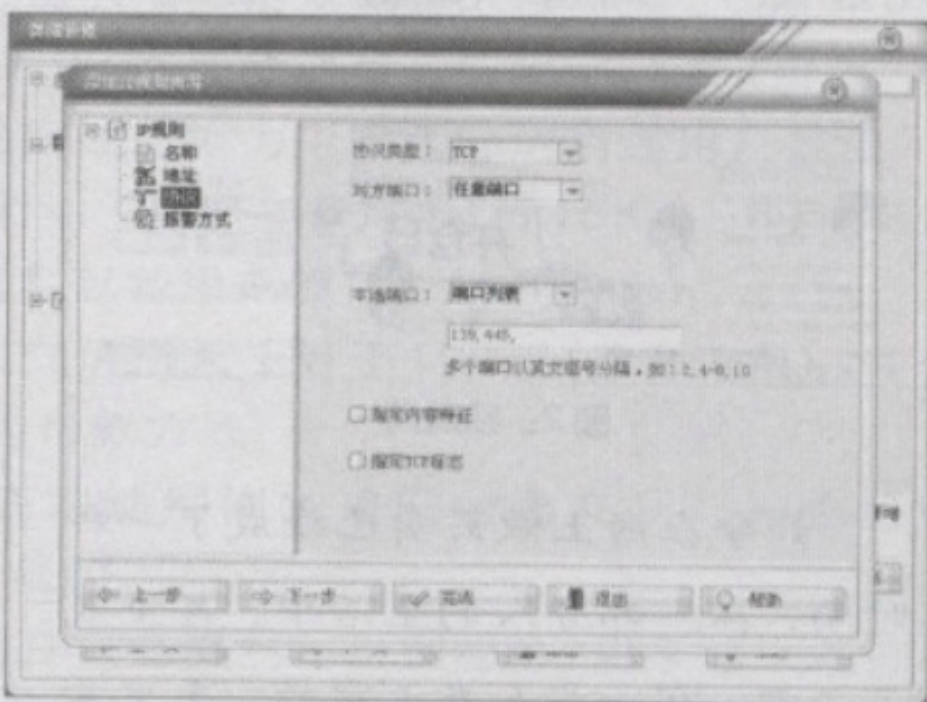 IP规则
名称
地址
协议
报警方式
协议类型: TCP
对方端口: 任意端口
本地端口: 端口列表
139,445,
多个端口以英文逗号分隔,如1,2,4-8,10
指定内容特征
指定TCP标志
上一步 下一步 完成 退出 帮助